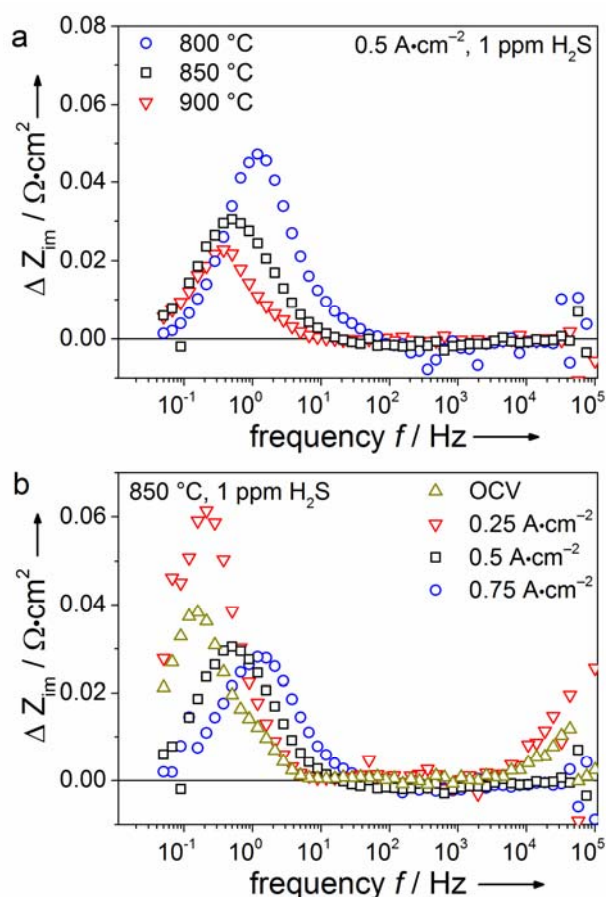 a
0.08
0.06
0.04
0.02
0.00
Δ Z_im / Ω•cm²
800 °C
850 °C
900 °C
0.5 A•cm⁻², 1 ppm H₂S
10⁻¹ 10⁰ 10¹ 10² 10³ 10⁴ 10⁵
frequency f / Hz
b
0.06
0.04
0.02
0.00
Δ Z_im / Ω•cm²
850 °C, 1 ppm H₂S
OCV
0.25 A•cm⁻²
0.5 A•cm⁻²
0.75 A•cm⁻²
10⁻¹ 10⁰ 10¹ 10² 10³ 10⁴ 10⁵
frequency f / Hz